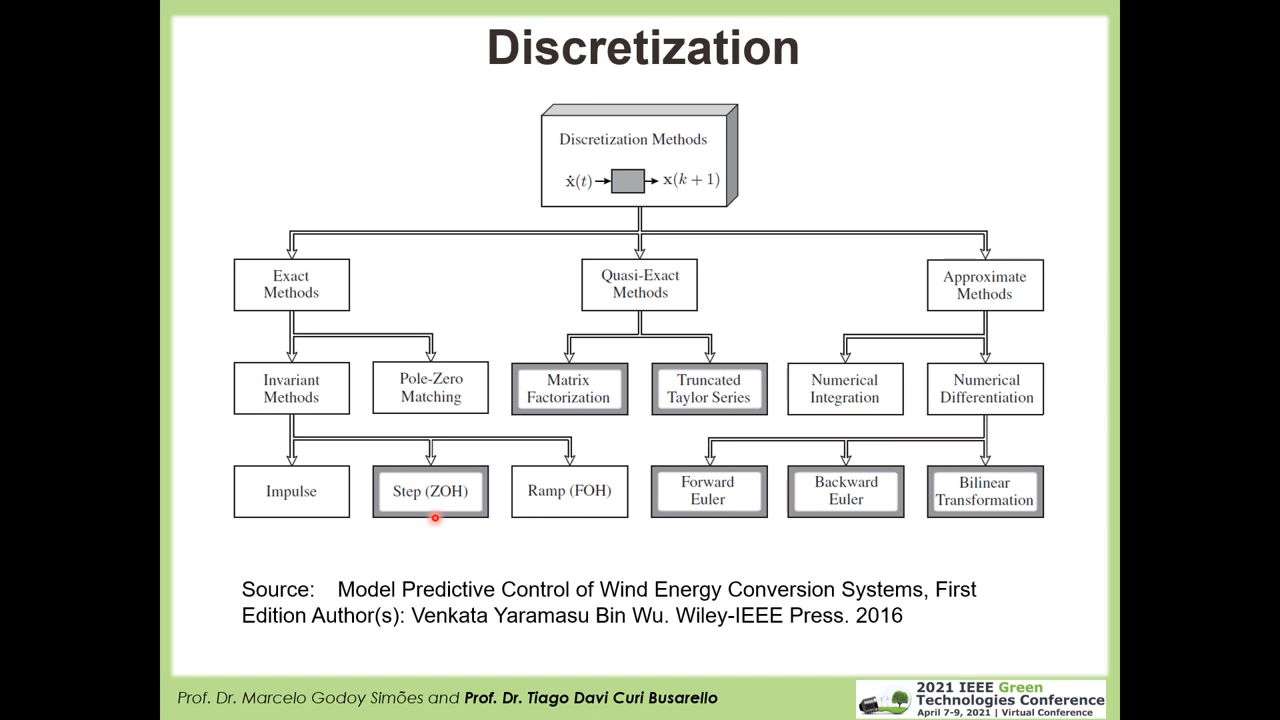 Discretization
Discretization Methods
ẋ(t) x(k + 1)
Exact
Methods
Quasi-Exact
Methods
Approximate
Methods
Invariant
Methods
Pole-Zero
Matching
Matrix
Factorization
Truncated
Taylor Series
Numerical
Integration
Numerical
Differentiation
Impulse
Step (ZOH)
Ramp (FOH)
Forward
Euler
Backward
Euler
Bilinear
Transformation
Source: Model Predictive Control of Wind Energy Conversion Systems, First
Edition Author(s): Venkata Yaramasu Bin Wu. Wiley-IEEE Press. 2016
Prof. Dr. Marcelo Godoy Simões and Prof. Dr. Tiago Davi Curi Busarello
2021 IEEE Green
Technologies Conference
April 7-9, 2021 | Virtual Conference